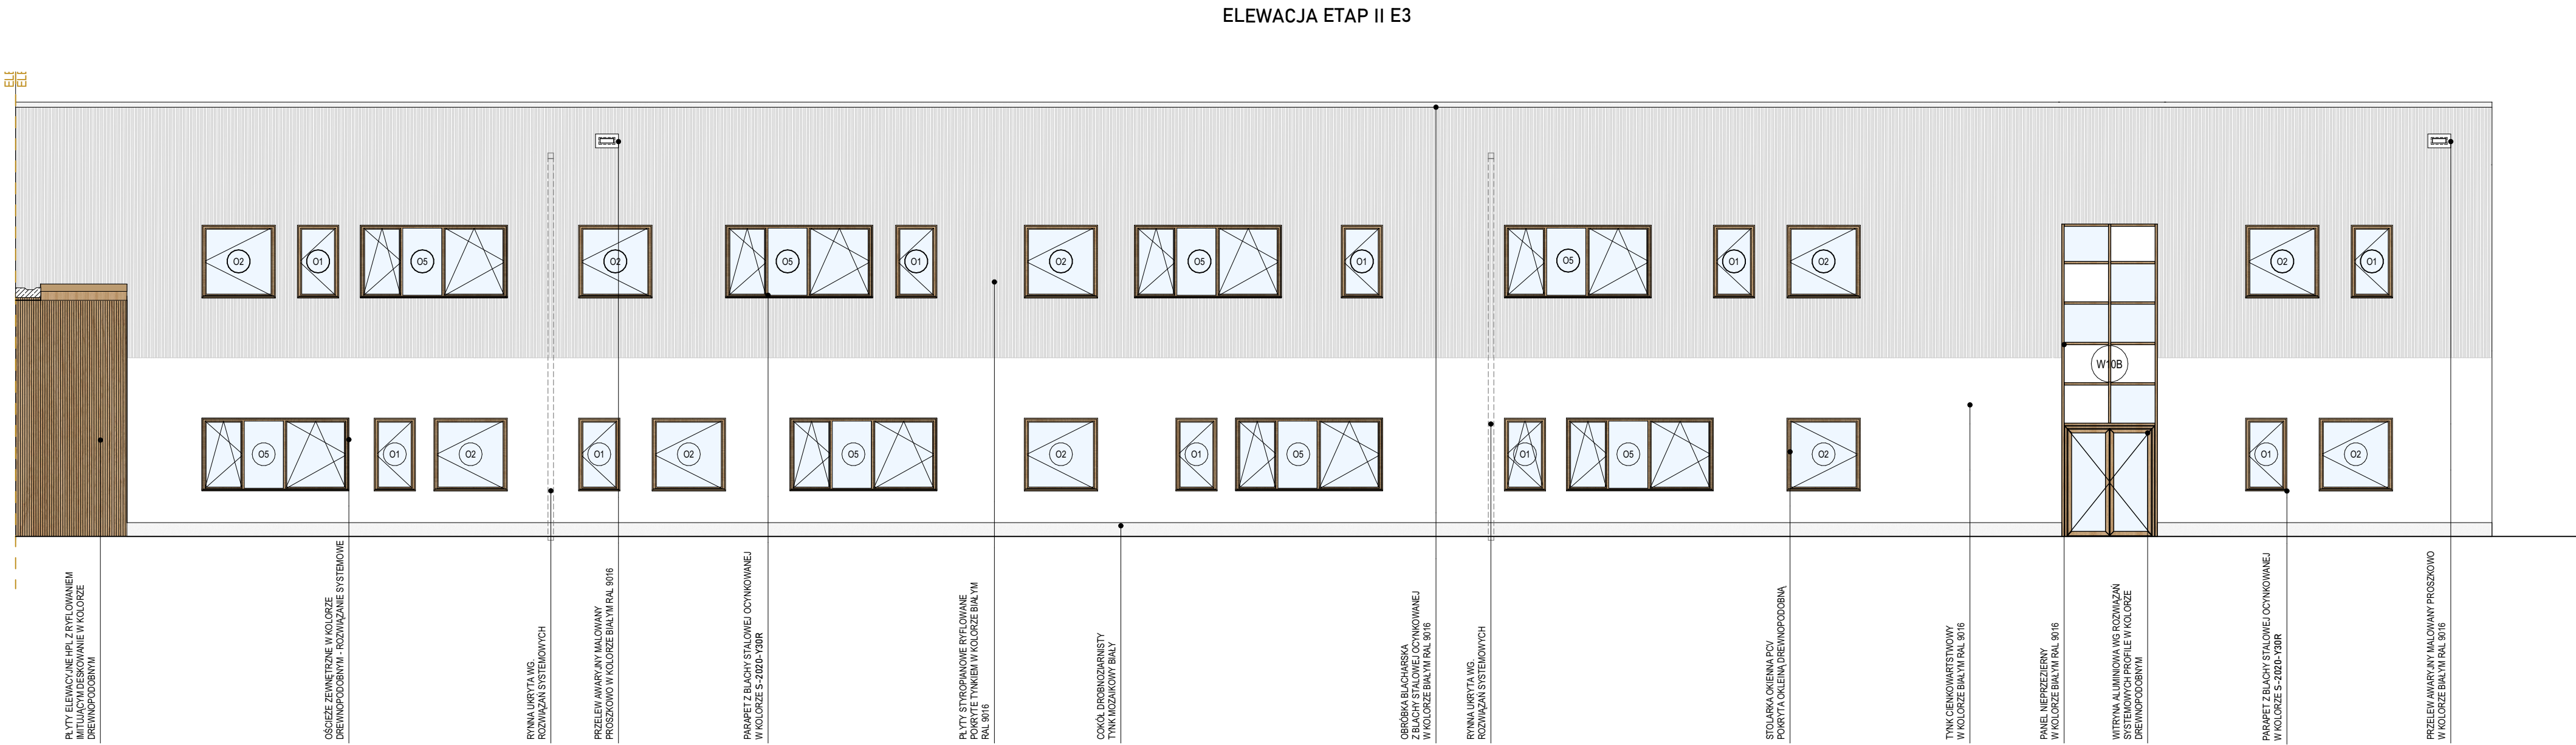 ELEWACJA ETAP II E3
ELE
ELE
O2
O1
O5
O2
O5
O1
O2
O5
O1
O5
O1
O2
O2
O1
W10B
O5
O1
O2
O1
O2
O5
O2
O1
O5
O1
O5
O2
O1
O2
PŁYTY ELEWACYJNE HPL Z RYFLOWANIEM
IMITUJĄCYM DESKOWANIE W KOLORZE
DREWNOPODOBNYM
OŚCIEŻE ZEWNĘTRZNE W KOLORZE
DREWNOPODOBNYM - ROZWIĄZANIE SYSTEMOWE
RYNNA UKRYTA WG.
ROZWIĄZAŃ SYSTEMOWYCH
PRZELEW AWARYJNY MALOWANY
PROSZKOWO W KOLORZE BIAŁYM RAL 9016
PARAPET Z BLACHY STALOWEJ OCYNKOWANEJ
W KOLORZE S-2020-Y30R
PŁYTY STYROPIANOWE RYFLOWANE
POKRYTE TYNKIEM W KOLORZE BIAŁYM
RAL 9016
COKÓŁ DROBNOZIARNISTY
TYNK MOZAIKOWY BIAŁY
OBRÓBKA BLACHARSKA
Z BLACHY STALOWEJ OCYNKOWANEJ
W KOLORZE BIAŁYM RAL 9016
RYNNA UKRYTA WG.
ROZWIĄZAŃ SYSTEMOWYCH
STOLARKA OKIENNA PCV
POKRYTA OKLEINĄ DREWNOPODOBNĄ
TYNK CIENKOWARTSTWOWY
W KOLORZE BIAŁYM RAL 9016
PANEL NIEPRZEZIERNY
W KOLORZE BIAŁYM RAL 9016
WITRYNA ALUMINIOWA WG ROZWIĄZAŃ
SYSTEMOWYCH PROFILE W KOLORZE
DREWNOPODOBNYM
PARAPET Z BLACHY STALOWEJ OCYNKOWANEJ
W KOLORZE S-2020-Y30R
PRZELEW AWARYJNY MALOWANY PROSZKOWO
W KOLORZE BIAŁYM RAL 9016